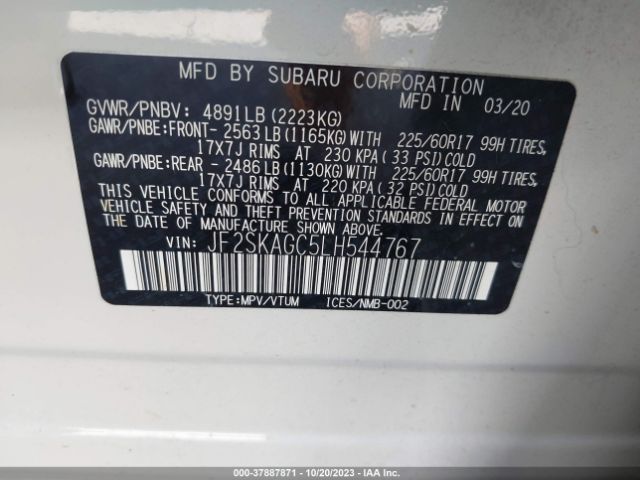 MFD BY SUBARU CORPORATION
MFD IN 03/20
GVWR/PNBV: 4891LB(2223KG)
GAWR/PNBE:FRONT- 2563LB(1165KG)WITH 225/60R17 99H TIRES,
17X7J RIMS AT 230 KPA(33 PSI)COLD
GAWR/PNBE:REAR - 2486LB(1130KG)WITH 225/60R17 99H TIRES,
17X7J RIMS AT 220 KPA(32 PSI)COLD
THIS VEHICLE CONFORMS TO ALL APPLICABLE FEDERAL MOTOR
VEHICLE SAFETY AND THEFT PREVENTION STANDARDS IN EFFECT ON
THE DATE OF MANUFACTURE SHOWN ABOVE.
VIN: JF2SKAGC5LH544767
TYPE:MPV/VTUM ICES/NMB-002
000-37887871 - 10/20/2023 - IAA Inc.